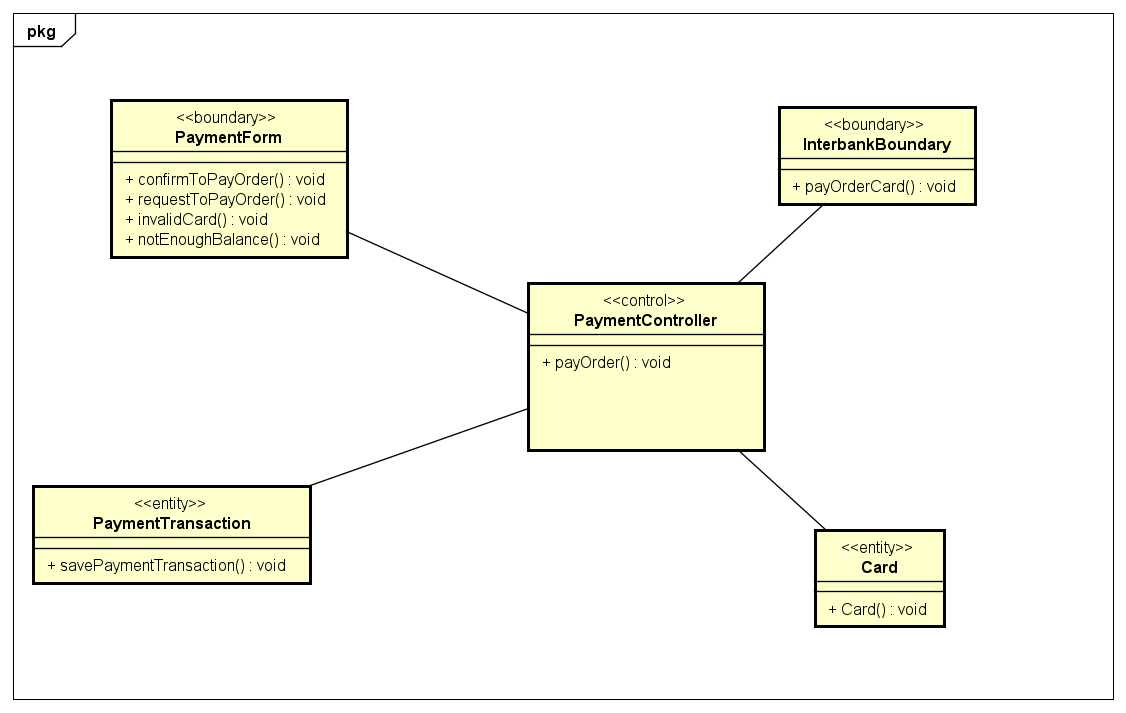 pkg
<<boundary>>
PaymentForm
+ confirmToPayOrder() : void
+ requestToPayOrder() : void
+ invalidCard() : void
+ notEnoughBalance() : void
<<boundary>>
InterbankBoundary
+ payOrderCard() : void
<<control>>
PaymentController
+ payOrder() : void
<<entity>>
PaymentTransaction
+ savePaymentTransaction() : void
<<entity>>
Card
+ Card() : void